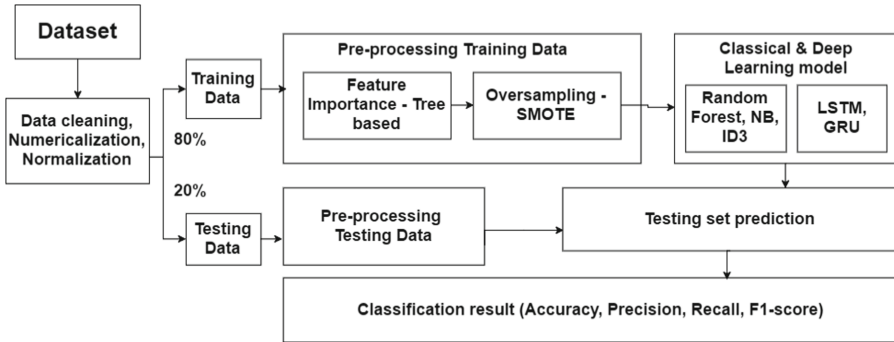 Dataset
Data cleaning,
Numericalization,
Normalization
80%
20%
Training
Data
Pre-processing Training Data
Feature
Importance - Tree
based
Oversampling -
SMOTE
Classical & Deep
Learning model
Random
Forest, NB,
ID3
LSTM,
GRU
Testing
Data
Pre-processing
Testing Data
Testing set prediction
Classification result (Accuracy, Precision, Recall, F1-score)